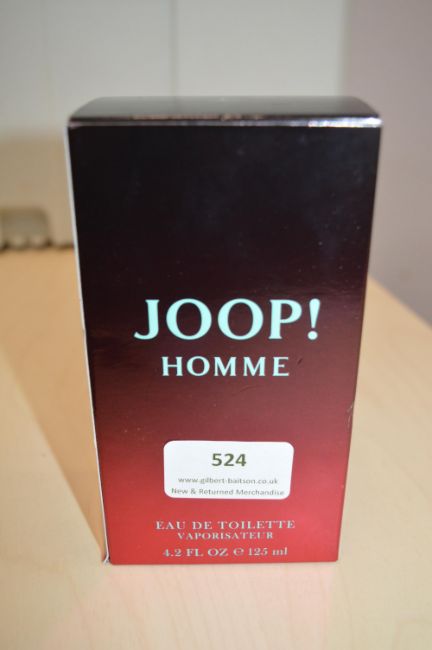 JOOP!
HOMME
524
www.gilbert-baitson.co.uk
New & Returned Merchandise
EAU DE TOILETTE
VAPORISATEUR
4.2 FL OZ ℮ 125 ml